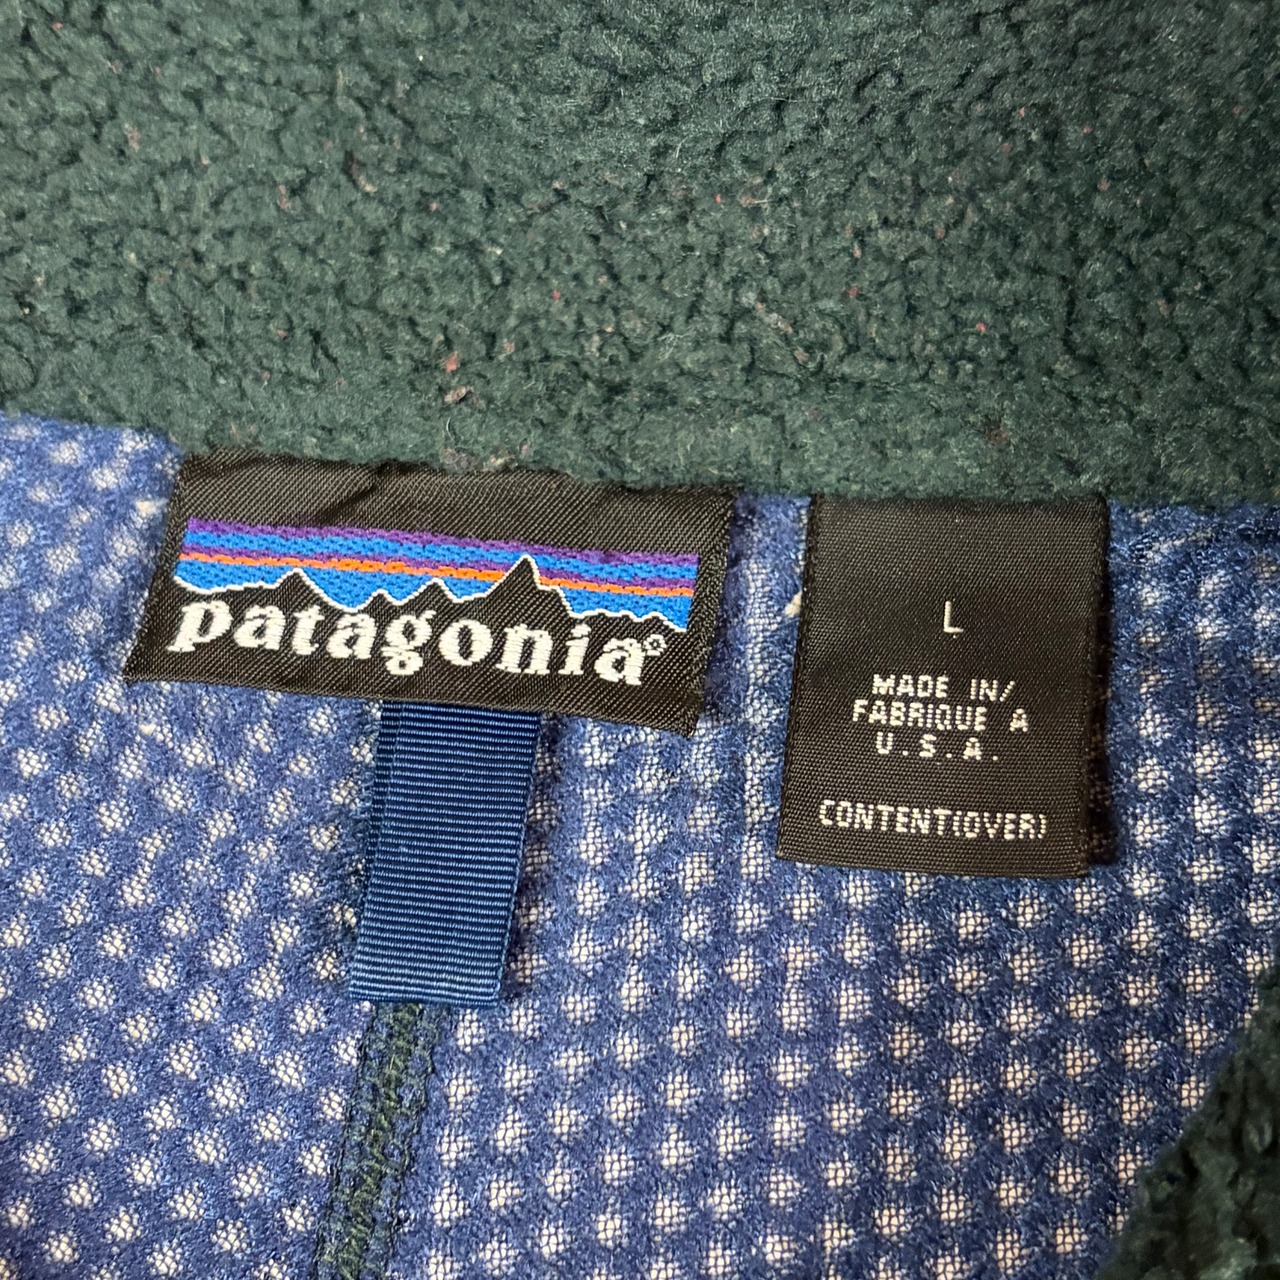 patagonia®
L
MADE IN/
FABRIQUE A
U.S.A.
CONTENT(OVER)